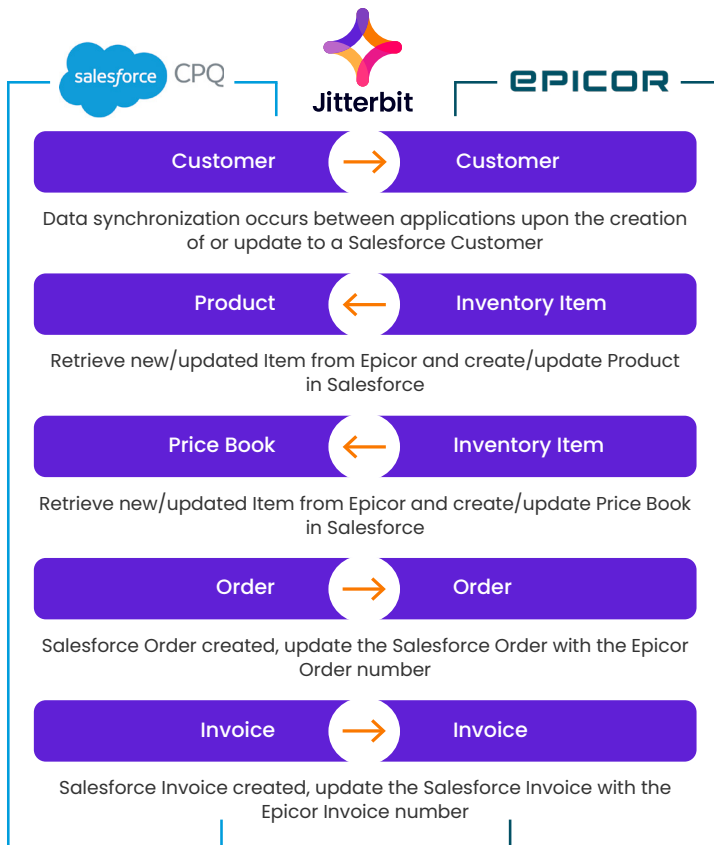 salesforce CPQ
Jitterbit
EPICOR
Customer Customer
Data synchronization occurs between applications upon the creation
of or update to a Salesforce Customer
Product Inventory Item
Retrieve new/updated Item from Epicor and create/update Product
in Salesforce
Price Book Inventory Item
Retrieve new/updated Item from Epicor and create/update Price Book
in Salesforce
Order Order
Salesforce Order created, update the Salesforce Order with the Epicor
Order number
Invoice Invoice
Salesforce Invoice created, update the Salesforce Invoice with the
Epicor Invoice number